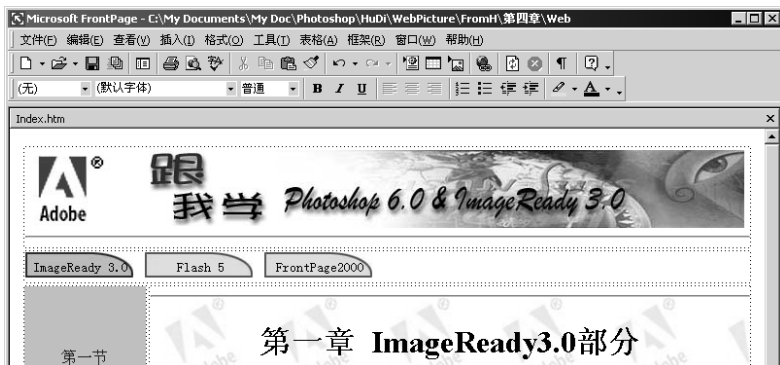 Microsoft FrontPage - C:\My Documents\My Doc\Photoshop\HuDi\WebPicture\FromH\第四章\Web
文件(F) 编辑(E) 查看(V) 插入(I) 格式(O) 工具(T) 表格(A) 框架(R) 窗口(W) 帮助(H)
(无) (默认字体) 普通 B I U A
Index.htm
Adobe® 跟我学 Photoshop 6.0 & ImageReady 3.0
ImageReady 3.0 Flash 5 FrontPage2000
第一章 ImageReady3.0部分
第一节